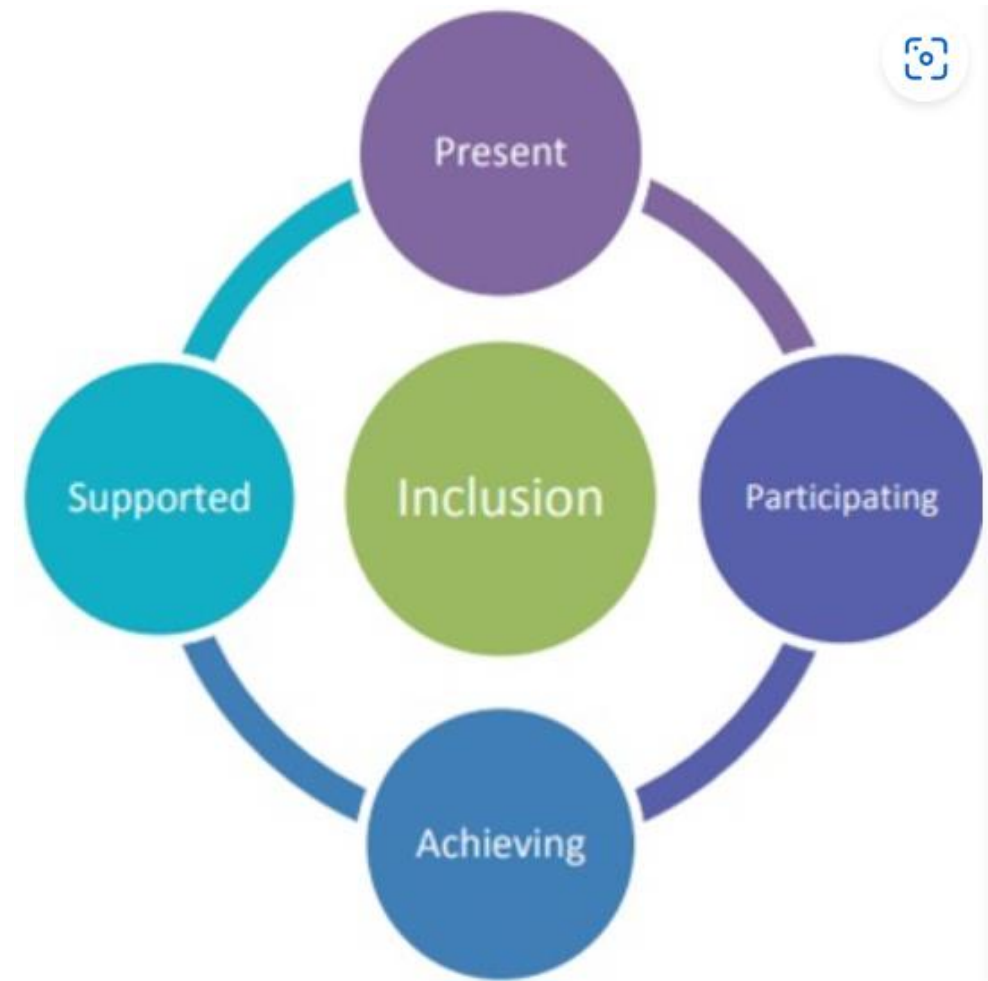 Present
Supported
Inclusion
Participating
Achieving